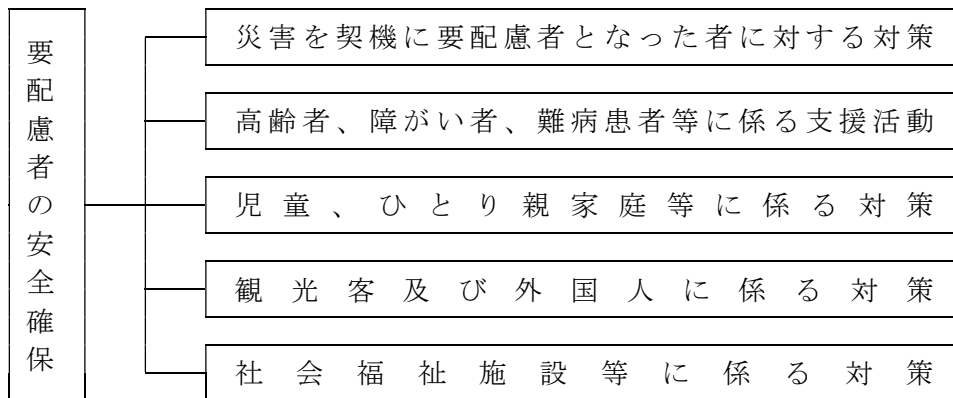 要配慮者の安全確保
災害を契機に要配慮者となった者に対する対策
高齢者、障がい者、難病患者等に係る支援活動
児童、ひとり親家庭等に係る対策
観光客及び外国人に係る対策
社会福祉施設等に係る対策